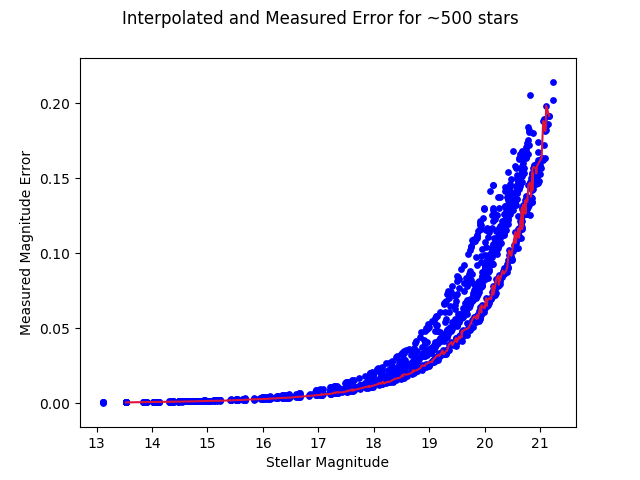 Interpolated and Measured Error for ~500 stars
Measured Magnitude Error
0.20
0.15
0.10
0.05
0.00
13 14 15 16 17 18 19 20 21
Stellar Magnitude